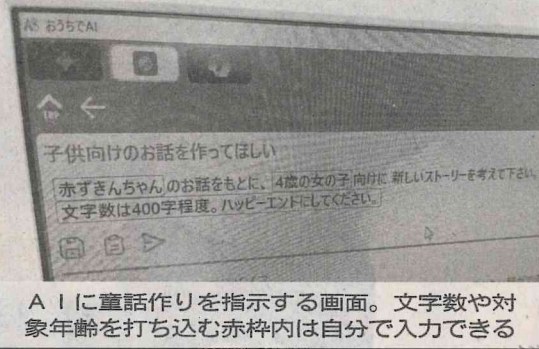 おうちでAI
TOP
子供向けのお話を作ってほしい
赤ずきんちゃん のお話をもとに、 4歳の女の子 向けに 新しいストーリーを考えて下さい。
文字数は400字程度。ハッピーエンドにしてください。
ＡＩに童話作りを指示する画面。文字数や対
象年齢を打ち込む赤枠内は自分で入力できる